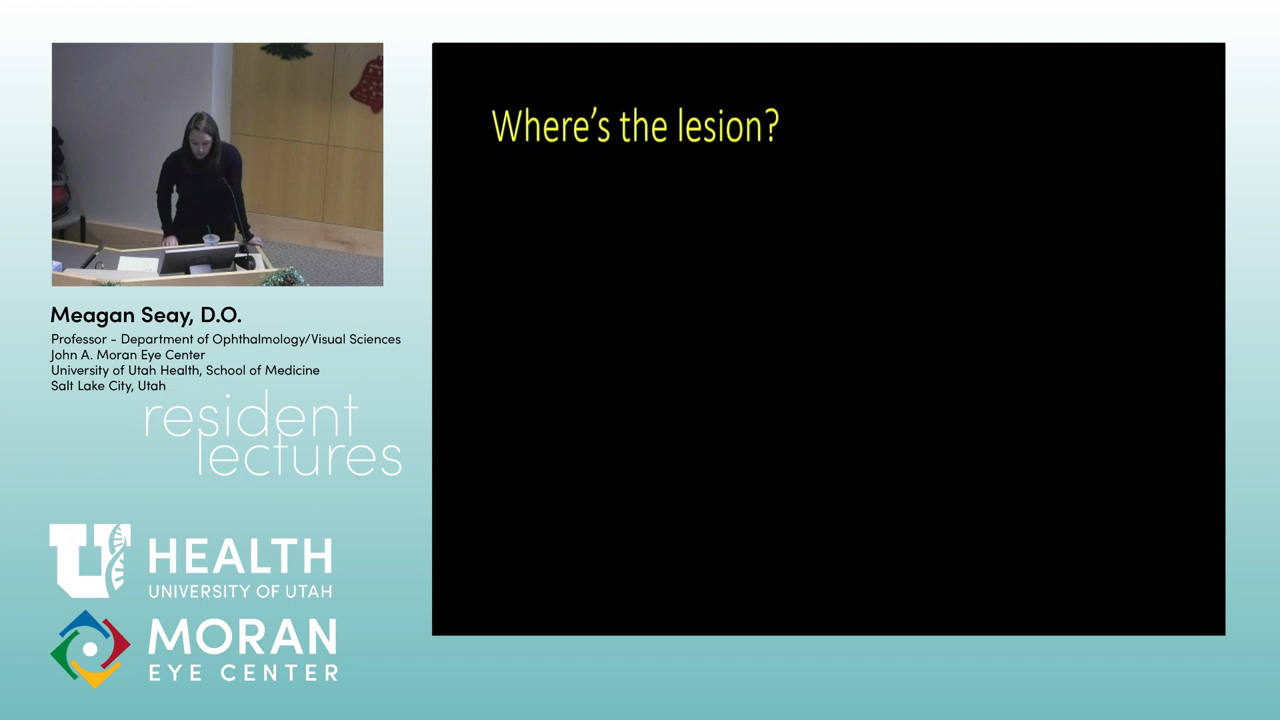 Where's the lesion?
Meagan Seay, D.O.
Professor - Department of Ophthalmology/Visual Sciences
John A. Moran Eye Center
University of Utah Health, School of Medicine
Salt Lake City, Utah
resident
lectures
U HEALTH
UNIVERSITY OF UTAH
MORAN
EYE CENTER